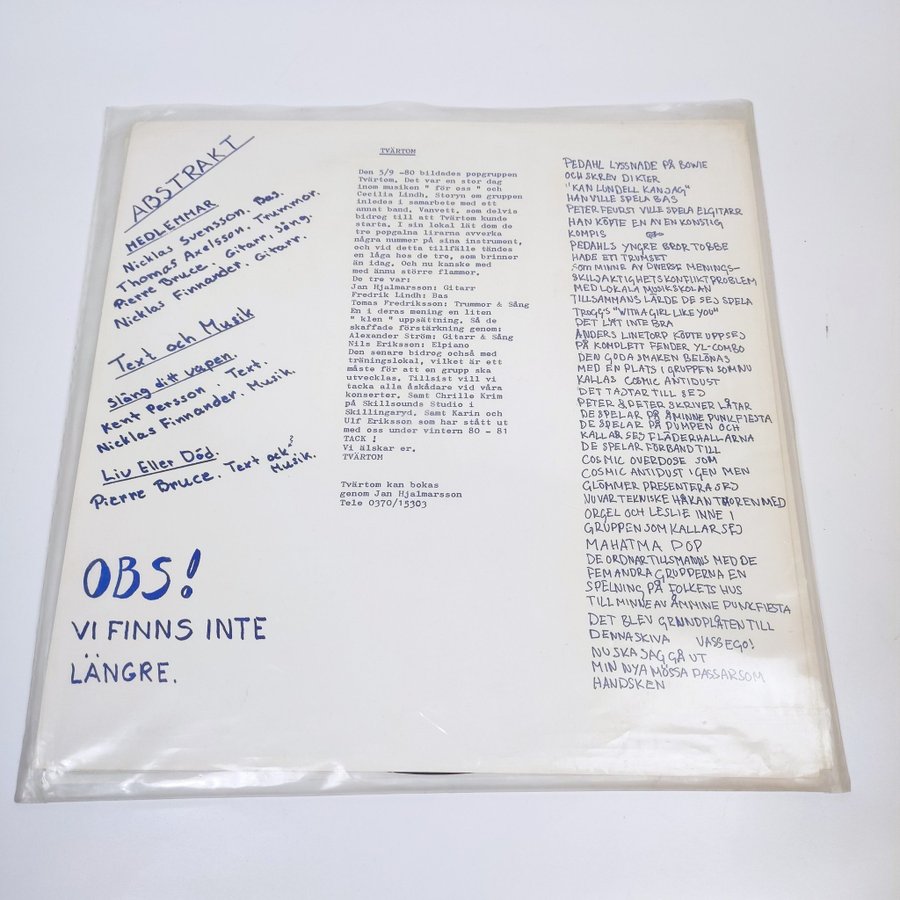 ABSTRAKT
MEDLEMMAR
Nicklas Svensson. Bas.
Thomas Axelsson. Trummor.
Pierre Bruce. Gitarr, Sång.
Nicklas Finnander. Gitarr.
Text och Musik
Släng ditt vapen.
Kent Persson. Text.
Nicklas Finnander. Musik.
Liv Eller Död.
Pierre Bruce. Text ock? Musik.
OBS!
VI FINNS INTE
LÄNGRE.
TVÄRTOM
Den 3/9 -80 bildades popgruppen
Tvärtom. Det var en stor dag
inom musiken " för oss " och
Cecilia Lindh. Storyn om gruppen
inledes i samarbete med ett
annat band. Vanvett, som delvis
bidrog till att Tvärtom kunde
starta. I sin lokal lät dom de
tre popgalna lirarna avverka
några nummer på sina instrument,
och vid detta tillfälle tändes
en låga hos de tre, som brinner
än idag. Och nu kanske med
med ännu större flammor.
De tre var:
Jan Hjalmarsson: Gitarr
Fredrik Lindh: Bas
Tomas Fredriksson: Trummor & Sång
En i deras mening en liten
" klen " uppsättning. Så de
skaffade förstärkning genom:
Alexander Ström: Gitarr & Sång
Nils Eriksson: Elpiano
Den senare bidrog ochså med
träningslokal, vilket är ett
måste för att en grupp ska
utvecklas. Tillsist vill vi
tacka alla åskådare vid våra
konserter. Samt Chrille Krim
på Skillsounds Studio i
Skillingaryd. Samt Karin och
Ulf Eriksson som har stått ut
med oss under vintern 80 - 81
TACK !
Vi älskar er.
TVÄRTOM
Tvärtom kan bokas
genom Jan Hjalmarsson
Tele 0370/15303
PEDAHL LYSSNADE PÅ BOWIE
OCH SKREV DIKTER
"KAN LUNDELL KAN JAG"
HAN VILLE SPELA BAS
PETER FEURST VILLE SPELA ELGITARR
HAN KÖPTE EN AV EN KONSTIG
KOMPIS
PEDAHLS YNGRE BROR TOBBE
HADE ETT TRUMSET
SOM MINNE AV DIVERSE MENINGS-
SKILJAKTIGHETSKONFLIKTPROBLEM
MED LOKALA MUSIKSKOLAN
TILLSAMMANS LÄRDE DE SEJ SPELA
TROGGS "WITH A GIRL LIKE YOU"
DET LÄT INTE BRA
ANDERS LINETORP KÖPTE UPP SEJ
PÅ KOMPLETT FENDER YL-COMBO
DEN GODA SMAKEN BELÖNAS
MED EN PLATS I GRUPPEN SOM NU
KALLAS COSMIC ANTIDUST
DET TAJTAR TILL SEJ
PETER & PETER SKRIVER LÅTAR
DE SPELAR PÅ ÅMINNE PUNKFIESTA
DE SPELAR PÅ PUMPEN OCH
KALLAR SEJ FLÄDERHALLARNA
DE SPELAR FÖRBAND TILL
COSMIC OVERDOSE SOM
COSMIC ANTIDUST IGEN MEN
GLÖMMER PRESENTERA SEJ
NU VAR TEKNISKE HÅKAN THOREN MED
ORGEL OCH LESLIE INNE I
GRUPPEN SOM KALLAR SEJ
MAHATMA POP
DE ORDNAR TILLSMANNS MED DE
FEM ANDRA GRUPPERNA EN
SPELNING PÅ FOLKETS HUS
TILL MINNE AV ÅMMINE PUNKFIESTA
DET BLEV GRUNDPLÅTEN TILL
DENNA SKIVA VASSEGO!
NU SKA JAG GÅ UT
MIN NYA MÖSSA PASSAR SOM
HANDSKEN